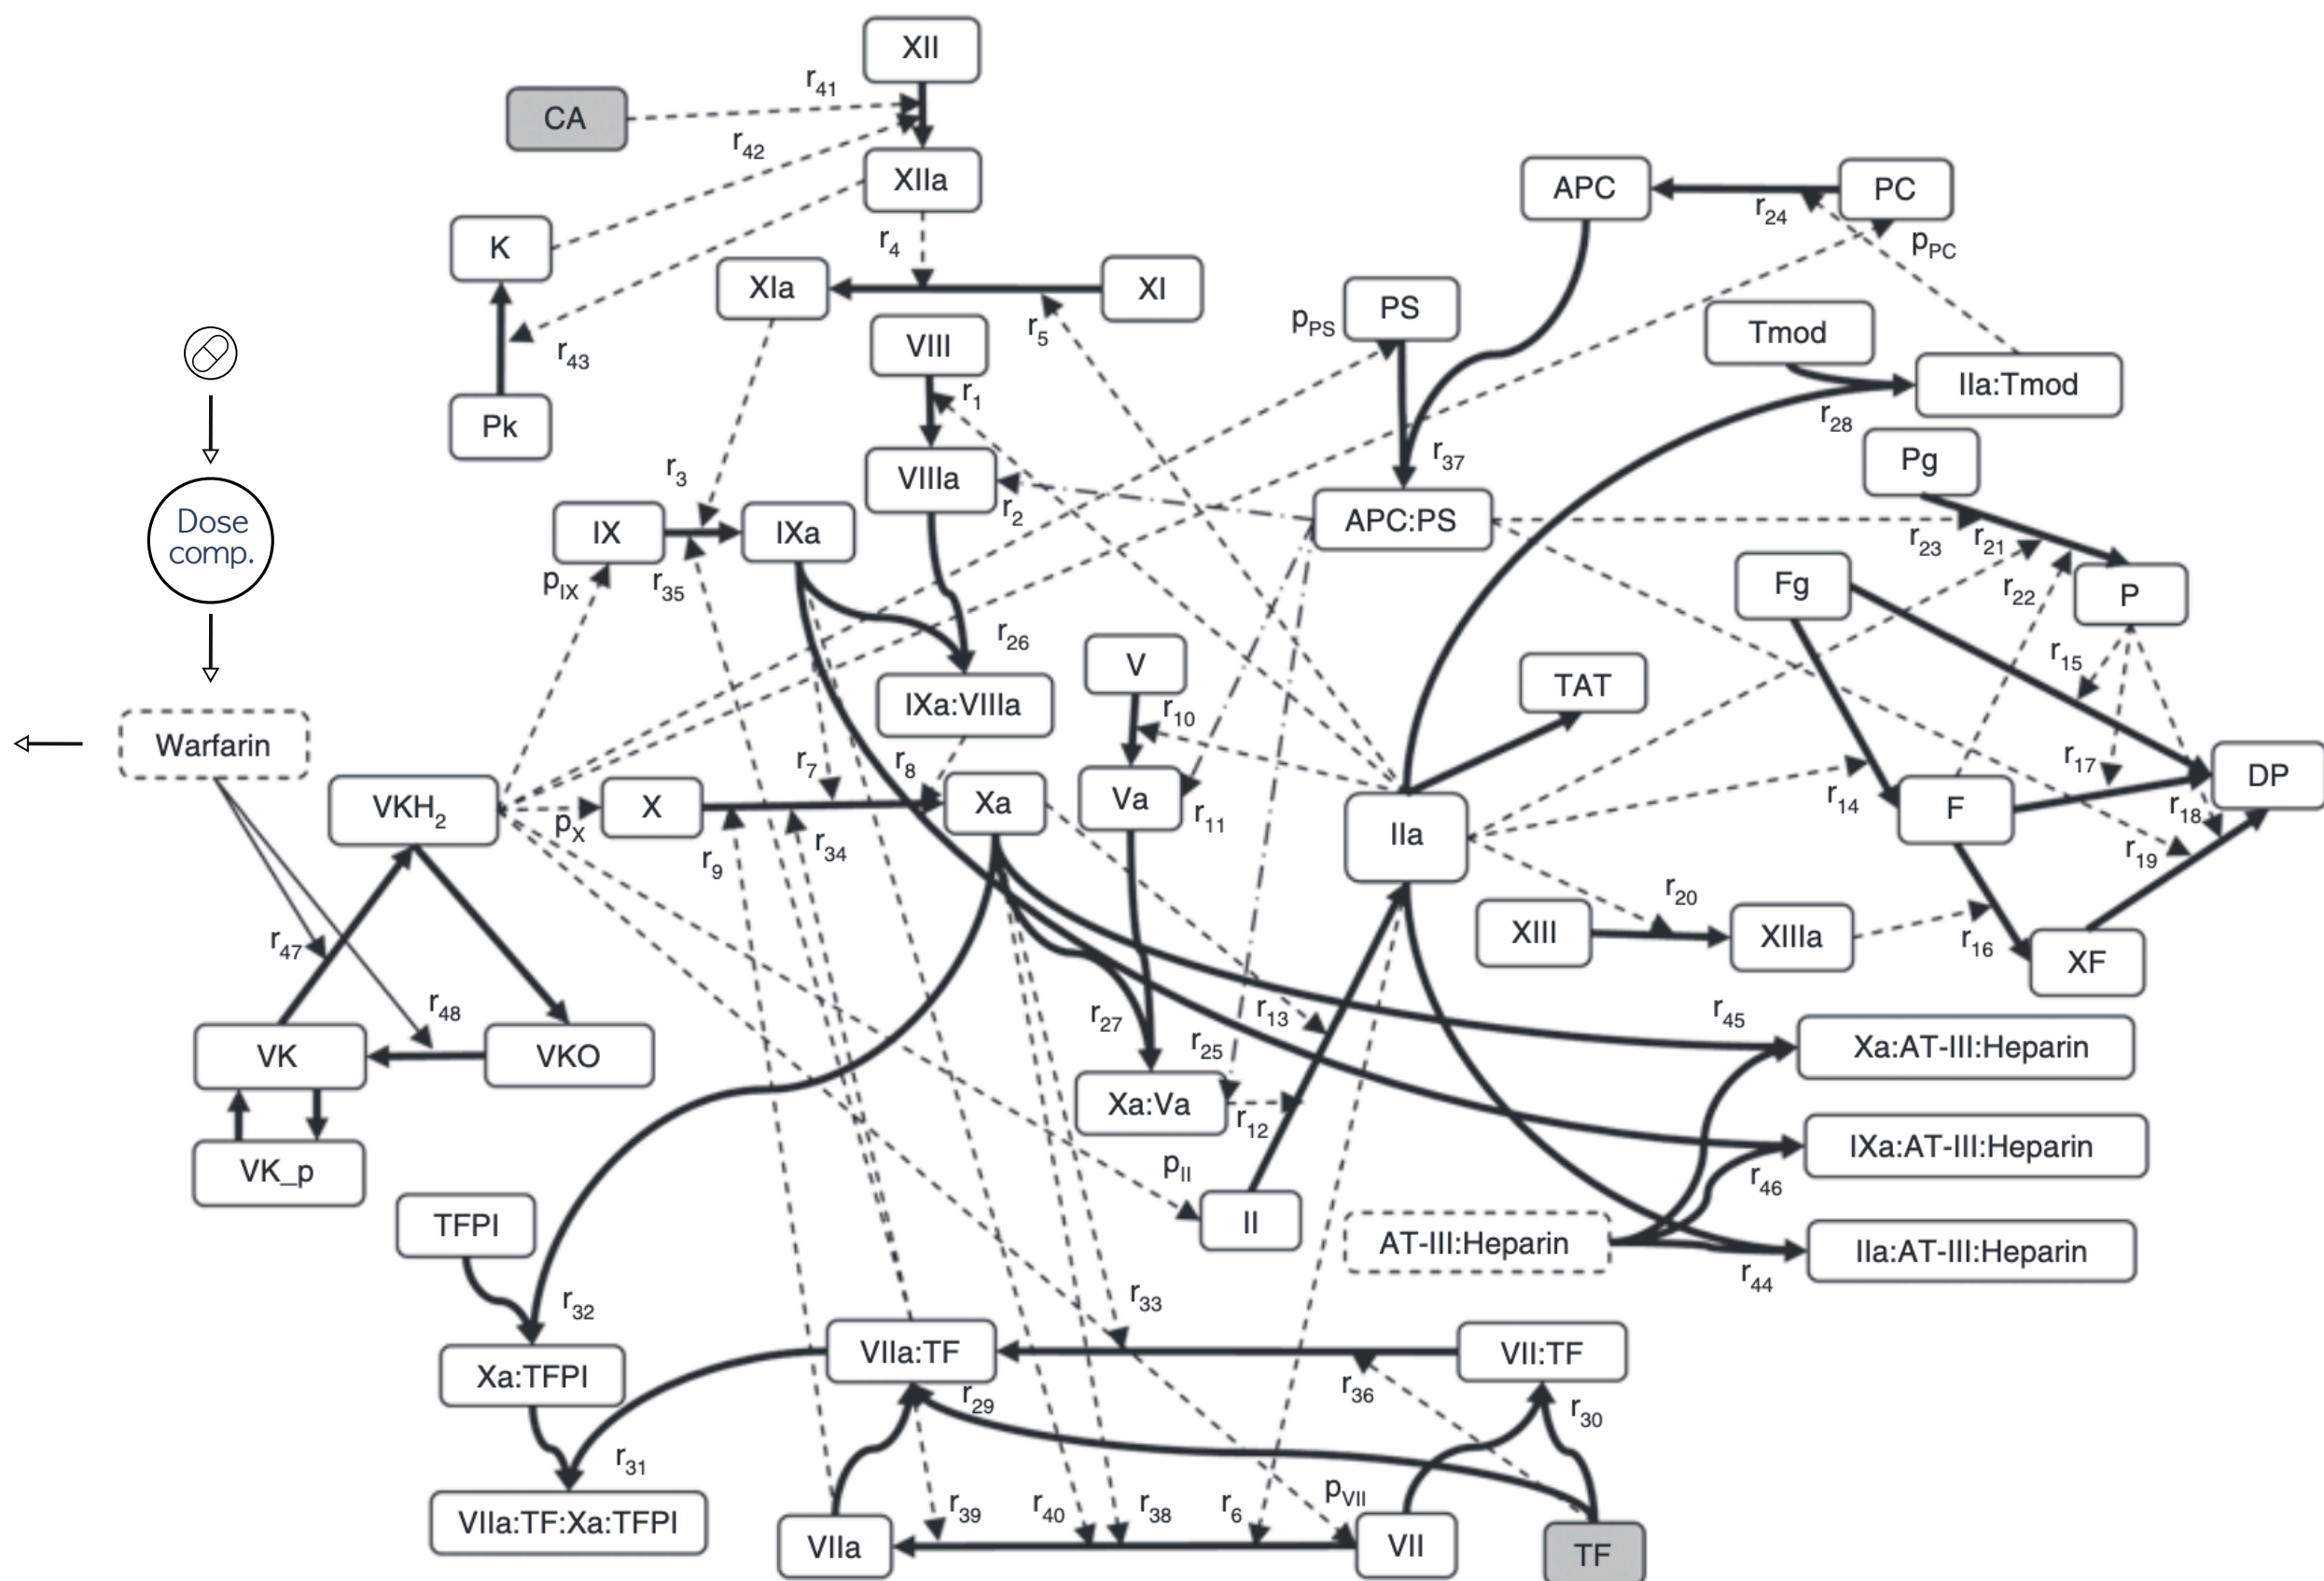 XII
r41
CA
r42
XIIa
APC
PC
r24
K
r4
pPC
XIa
XI
PS
pPS
r5
Tmod
r43
VIII
IIa:Tmod
r1
r28
Pk
r37
Pg
r3
VIIIa
r2
APC:PS
Dose
comp.
IX
IXa
r23
r21
pIX
r35
r22
Fg
P
r26
V
r15
TAT
IXa:VIIIa
r10
Warfarin
r7
r8
r17
DP
VKH2
X
Xa
Va
r14
F
pX
r11
r18
IIa
r9
r34
r19
r20
XIII
XIIIa
r47
r16
XF
r48
r27
r13
r45
VK
VKO
r25
Xa:AT-III:Heparin
Xa:Va
r12
IXa:AT-III:Heparin
VK_p
pII
r46
TFPI
II
AT-III:Heparin
IIa:AT-III:Heparin
r44
r32
r33
VIIa:TF
VII:TF
Xa:TFPI
r29
r36
r30
r31
r39
r40
r38
r6
pVII
VIIa:TF:Xa:TFPI
VIIa
VII
TF